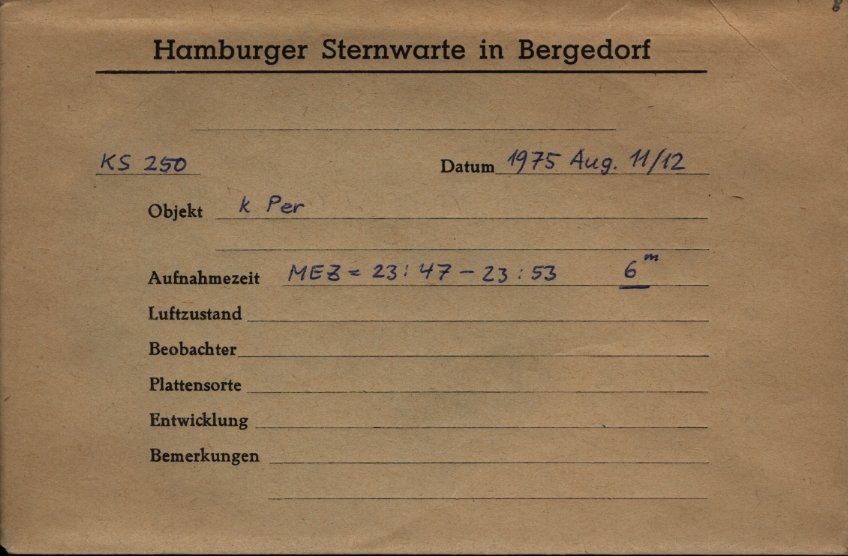 Hamburger Sternwarte in Bergedorf
KS 250 Datum 1975 Aug. 11/12
Objekt k Per
Aufnahmezeit MEZ = 23:47 - 23:53 6ᵐ
Luftzustand
Beobachter
Plattensorte
Entwicklung
Bemerkungen